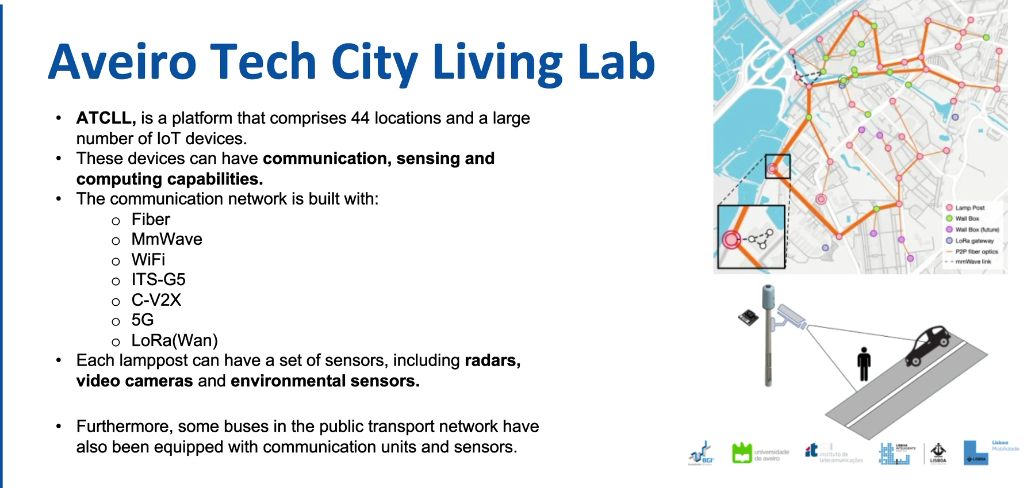 Aveiro Tech City Living Lab
• ATCLL, is a platform that comprises 44 locations and a large
number of IoT devices.
• These devices can have communication, sensing and
computing capabilities.
• The communication network is built with:
o Fiber
o MmWave
o WiFi
o ITS-G5
o C-V2X
o 5G
o LoRa(Wan)
• Each lamppost can have a set of sensors, including radars,
video cameras and environmental sensors.
• Furthermore, some buses in the public transport network have
also been equipped with communication units and sensors.
Lamp Post
Wall Box
Wall Box (future)
LoRa gateway
P2P fiber optics
mmWave link
BGI
universidade
de aveiro
it
instituto de
telecomunicações
LISBOA
INTELIGENTE
LISBOA
Lisboa
Mobilidade
LISBOA